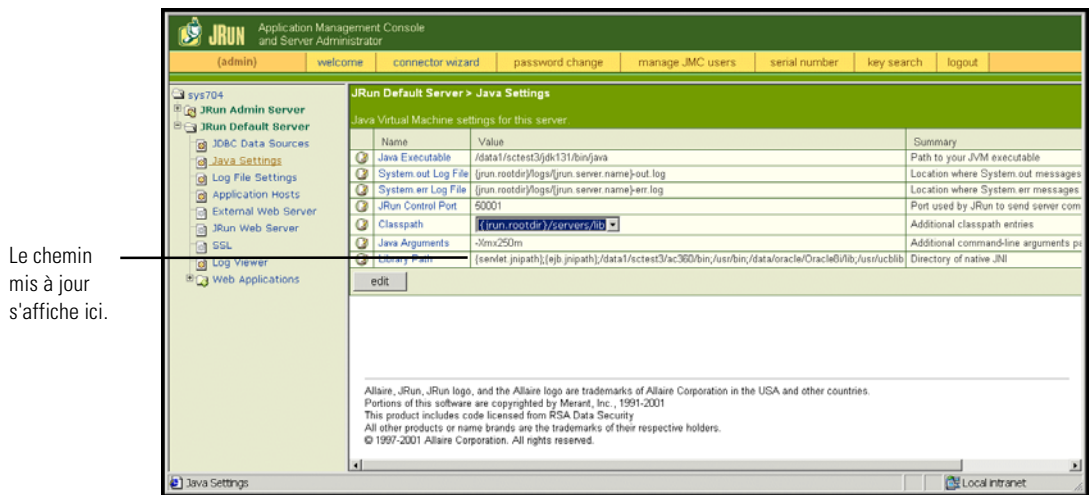 JRUN
Application Management Console
and Server Administrator
(admin)
welcome
connector wizard
password change
manage JMC users
serial number
key search
logout
sys704
JRun Admin Server
JRun Default Server
JDBC Data Sources
Java Settings
Log File Settings
Application Hosts
External Web Server
JRun Web Server
SSL
Log Viewer
Web Applications
JRun Default Server > Java Settings
Java Virtual Machine settings for this server.
Name Value Summary
Java Executable /data1/sctest3/jdk131/bin/java Path to your JVM executable
System.out Log File {jrun.rootdir}/logs/{jrun.server.name}-out.log Location where System.out messages
System.err Log File {jrun.rootdir}/logs/{jrun.server.name}-err.log Location where System.err messages
JRun Control Port 50001 Port used by JRun to send server com
Classpath {jrun.rootdir}/servers/lib Additional classpath entries
Java Arguments -Xmx250m Additional command-line arguments pa
Library Path {servlet.jnipath};{ejb.jnipath};/data1/sctest3/ac360/bin;/usr/bin;/data/oracle/Oracle8i/lib;/usr/ucblib Directory of native JNI
edit
Le chemin
mis à jour
s'affiche ici.
Allaire, JRun, JRun logo, and the Allaire logo are trademarks of Allaire Corporation in the USA and other countries.
Portions of this software are copyrighted by Merant, Inc., 1991-2001
This product includes code licensed from RSA Data Security
All other products or name brands are the trademarks of their respective holders.
© 1997-2001 Allaire Corporation. All rights reserved.
Java Settings
Local intranet